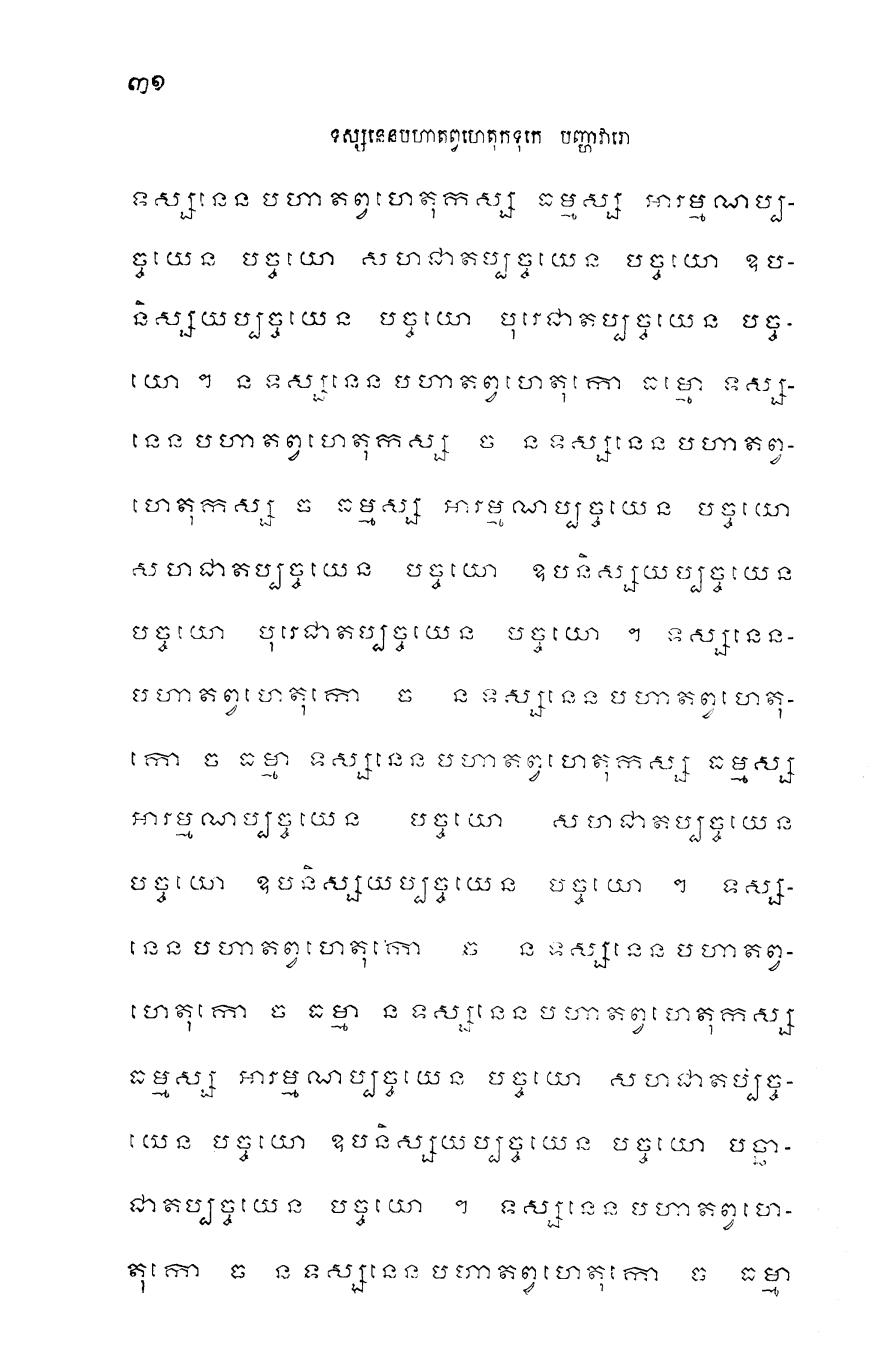 ៣១
ទស្សនេនបហាតព្វហេតុកទុកេ បញ្ហាវារោ
ទស្សនេនបហាតព្វហេតុកស្ស ធម្មស្ស អារម្មណប្ប-
ច្ចយេន បច្ចយោ សហជាតប្បច្ចយេន បច្ចយោ ឧប-
និស្សយប្បច្ចយេន បច្ចយោ បុរេជាតប្បច្ចយេន បច្ច-
យោ ។ ន ទស្សនេនបហាតព្វហេតុកោ ធម្មោ ទស្ស-
នេនបហាតព្វហេតុកស្ស ច ន ទស្សនេនបហាតព្វ-
ហេតុកស្ស ច ធម្មស្ស អារម្មណប្បច្ចយេន បច្ចយោ
សហជាតប្បច្ចយេន បច្ចយោ ឧបនិស្សយប្បច្ចយេន
បច្ចយោ បុរេជាតប្បច្ចយេន បច្ចយោ ។ ទស្សនេន-
បហាតព្វហេតុកោ ច ន ទស្សនេនបហាតព្វហេតុ-
កោ ច ធម្មា ទស្សនេនបហាតព្វហេតុកស្ស ធម្មស្ស
អារម្មណប្បច្ចយេន បច្ចយោ សហជាតប្បច្ចយេន
បច្ចយោ ឧបនិស្សយប្បច្ចយេន បច្ចយោ ។ ទស្ស-
នេនបហាតព្វហេតុកោ ច ន ទស្សនេនបហាតព្វ-
ហេតុកោ ច ធម្មា ន ទស្សនេនបហាតព្វហេតុកស្ស
ធម្មស្ស អារម្មណប្បច្ចយេន បច្ចយោ សហជាតប្បច្ច-
យេន បច្ចយោ ឧបនិស្សយប្បច្ចយេន បច្ចយោ បច្ឆា-
ជាតប្បច្ចយេន បច្ចយោ ។ ទស្សនេនបហាតព្វហេ-
តុកោ ច ន ទស្សនេនបហាតព្វហេតុកោ ច ធម្មា